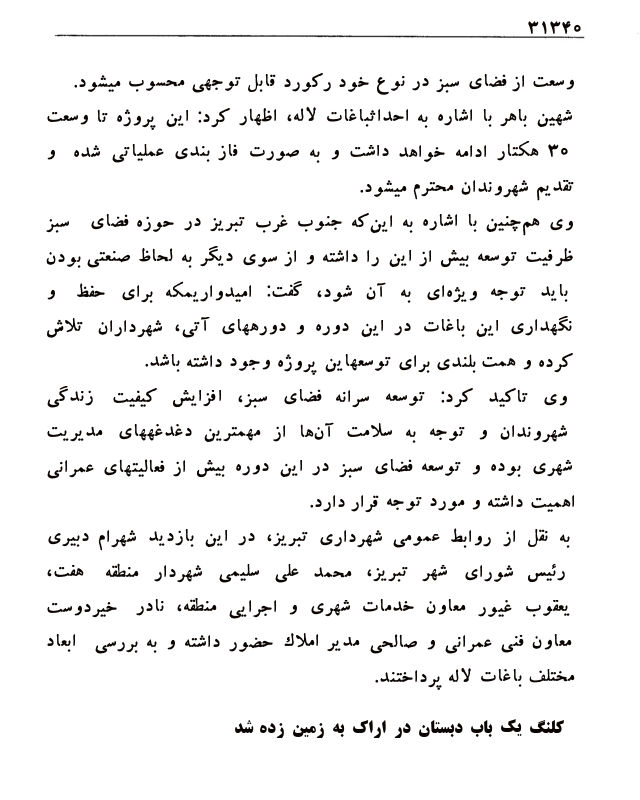 ۳۱۳۴۰
وسعت از فضای سبز در نوع خود رکورد قابل توجهی محسوب میشود.
شهین باهر با اشاره به احداثباغات لاله، اظهار کرد: این پروژه تا وسعت
۳۰ هکتار ادامه خواهد داشت و به صورت فاز بندی عملیاتی شده و
تقدیم شهروندان محترم میشود.
وی هم‌چنین با اشاره به این‌که جنوب غرب تبریز در حوزه فضای سبز
ظرفیت توسعه بیش از این را داشته و از سوی دیگر به لحاظ صنعتی بودن
باید توجه ویژه‌ای به آن شود، گفت: امیدواریمکه برای حفظ و
نگهداری این باغات در این دوره و دورههای آتی، شهرداران تلاش
کرده و همت بلندی برای توسعهاین پروژه وجود داشته باشد.
وی تاکید کرد: توسعه سرانه فضای سبز، افزایش کیفیت زندگی
شهروندان و توجه به سلامت آن‌ها از مهمترین دغدغههای مدیریت
شهری بوده و توسعه فضای سبز در این دوره بیش از فعالیتهای عمرانی
اهمیت داشته و مورد توجه قرار دارد.
به نقل از روابط عمومی شهرداری تبریز، در این بازدید شهرام دبیری
رئیس شورای شهر تبریز، محمد علی سلیمی شهردار منطقه هفت،
یعقوب غیور معاون خدمات شهری و اجرایی منطقه، نادر خیردوست
معاون فنی عمرانی و صالحی مدیر املاک حضور داشته و به بررسی ابعاد
مختلف باغات لاله پرداختند.
کلنگ یک باب دبستان در اراک به زمین زده شد